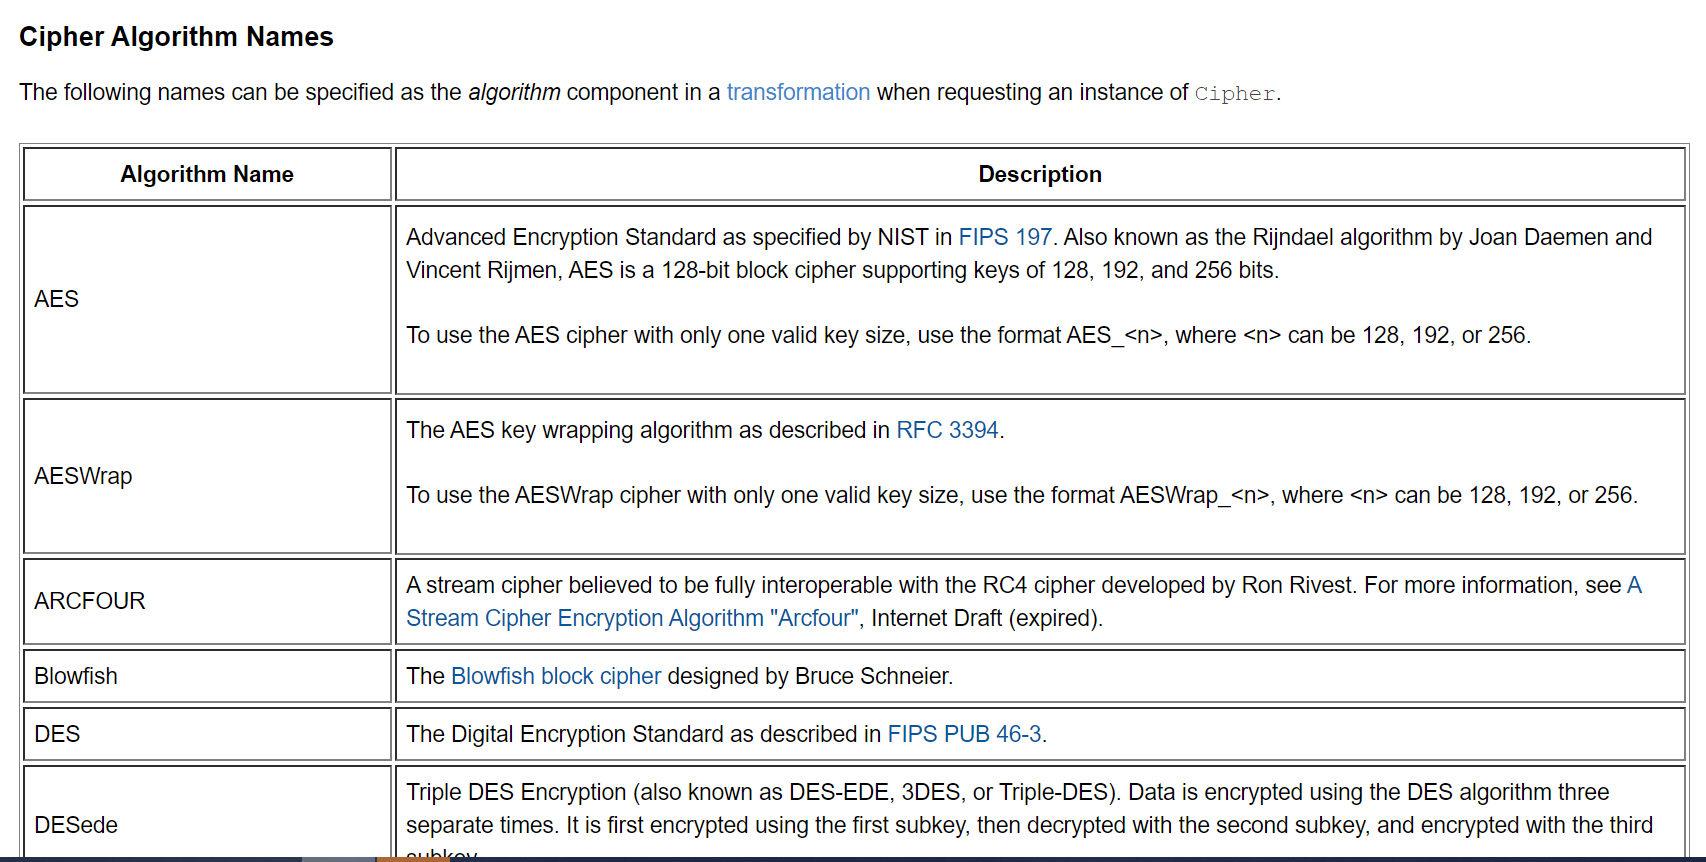 Cipher Algorithm Names
The following names can be specified as the algorithm component in a transformation when requesting an instance of Cipher.
Algorithm Name
Description
AES
Advanced Encryption Standard as specified by NIST in FIPS 197. Also known as the Rijndael algorithm by Joan Daemen and
Vincent Rijmen, AES is a 128-bit block cipher supporting keys of 128, 192, and 256 bits.
To use the AES cipher with only one valid key size, use the format AES_<n>, where <n> can be 128, 192, or 256.
AESWrap
The AES key wrapping algorithm as described in RFC 3394.
To use the AESWrap cipher with only one valid key size, use the format AESWrap_<n>, where <n> can be 128, 192, or 256.
ARCFOUR
A stream cipher believed to be fully interoperable with the RC4 cipher developed by Ron Rivest. For more information, see A
Stream Cipher Encryption Algorithm "Arcfour", Internet Draft (expired).
Blowfish
The Blowfish block cipher designed by Bruce Schneier.
DES
The Digital Encryption Standard as described in FIPS PUB 46-3.
DESede
Triple DES Encryption (also known as DES-EDE, 3DES, or Triple-DES). Data is encrypted using the DES algorithm three
separate times. It is first encrypted using the first subkey, then decrypted with the second subkey, and encrypted with the third
subkey.